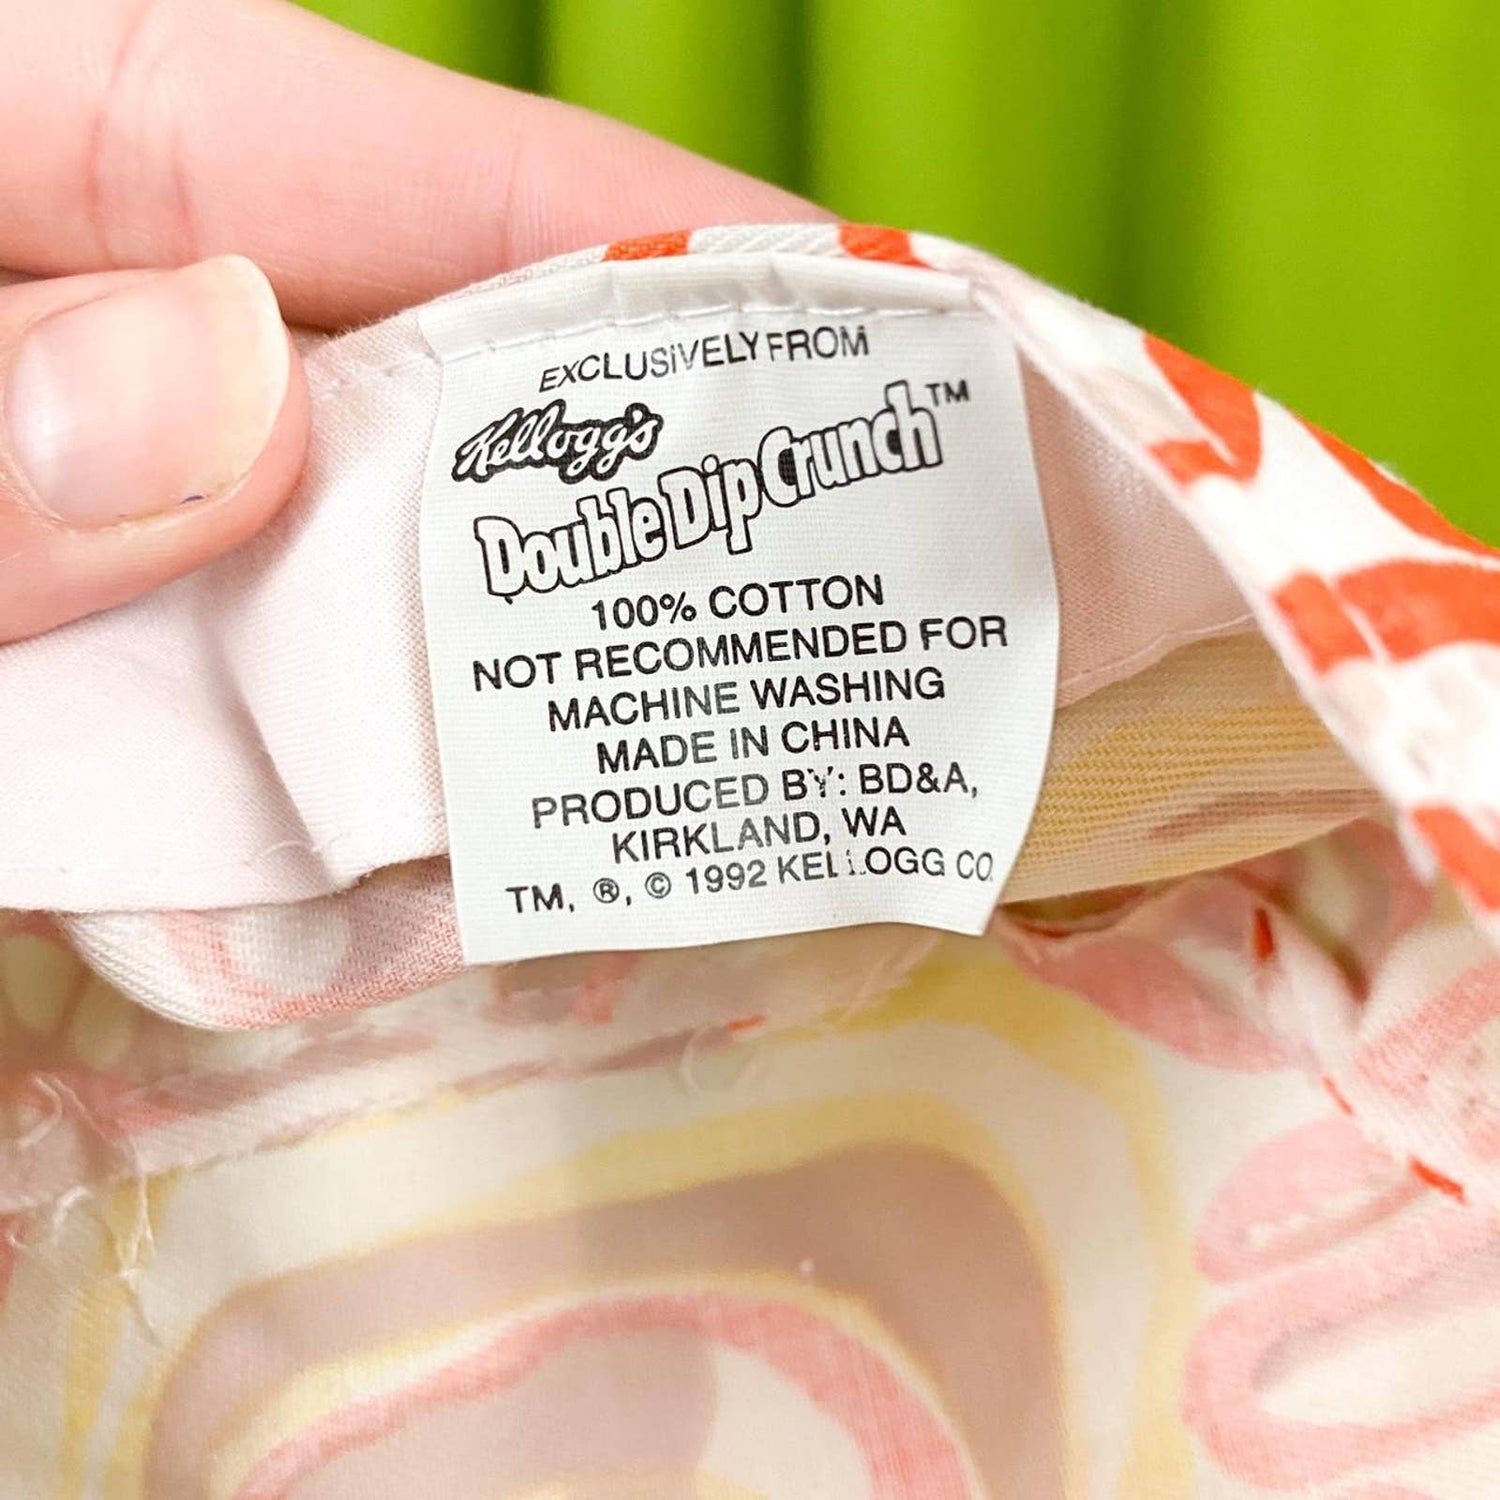 EXCLUSIVELY FROM
Kellogg's
Double Dip Crunch™
100% COTTON
NOT RECOMMENDED FOR
MACHINE WASHING
MADE IN CHINA
PRODUCED BY: BD&A,
KIRKLAND, WA
TM, ®, © 1992 KELLOGG CO.